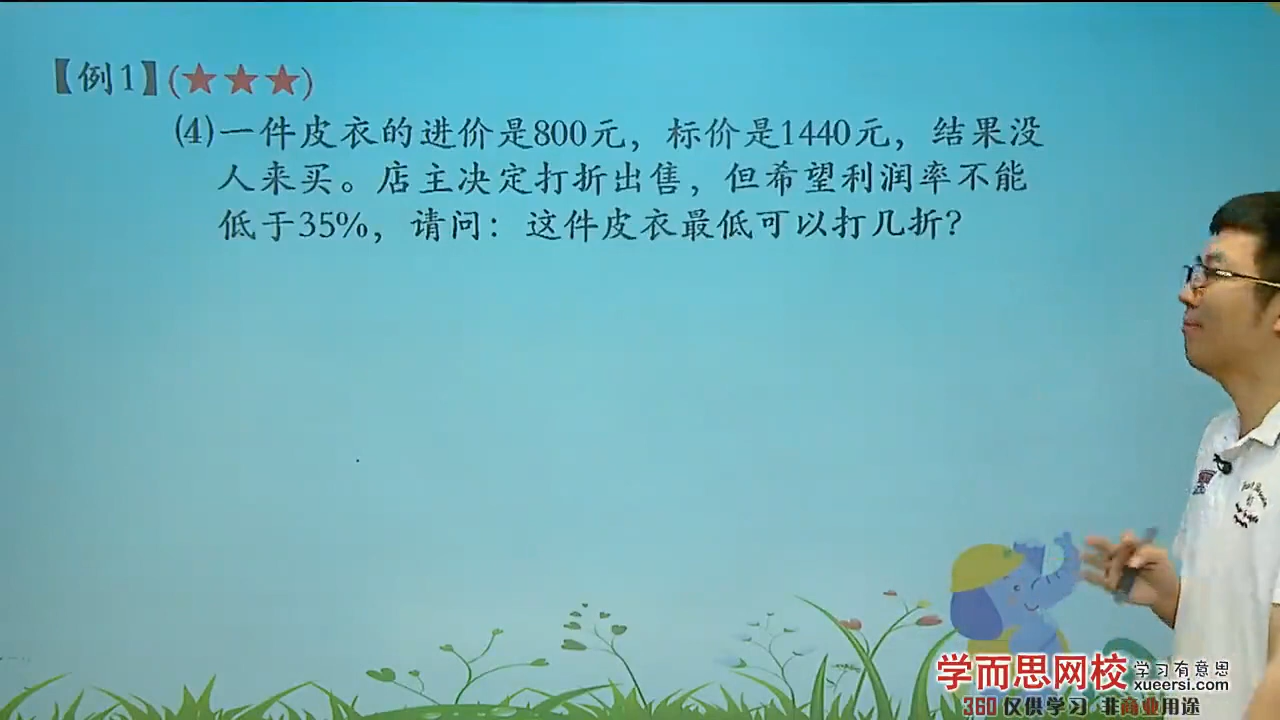 【例1】(★★★)
(4)一件皮衣的进价是800元，标价是1440元，结果没
人来买。店主决定打折出售，但希望利润率不能
低于35%，请问：这件皮衣最低可以打几折？
学而思网校 学习有意思
xueersi.com
360 仅供学习 非商业用途